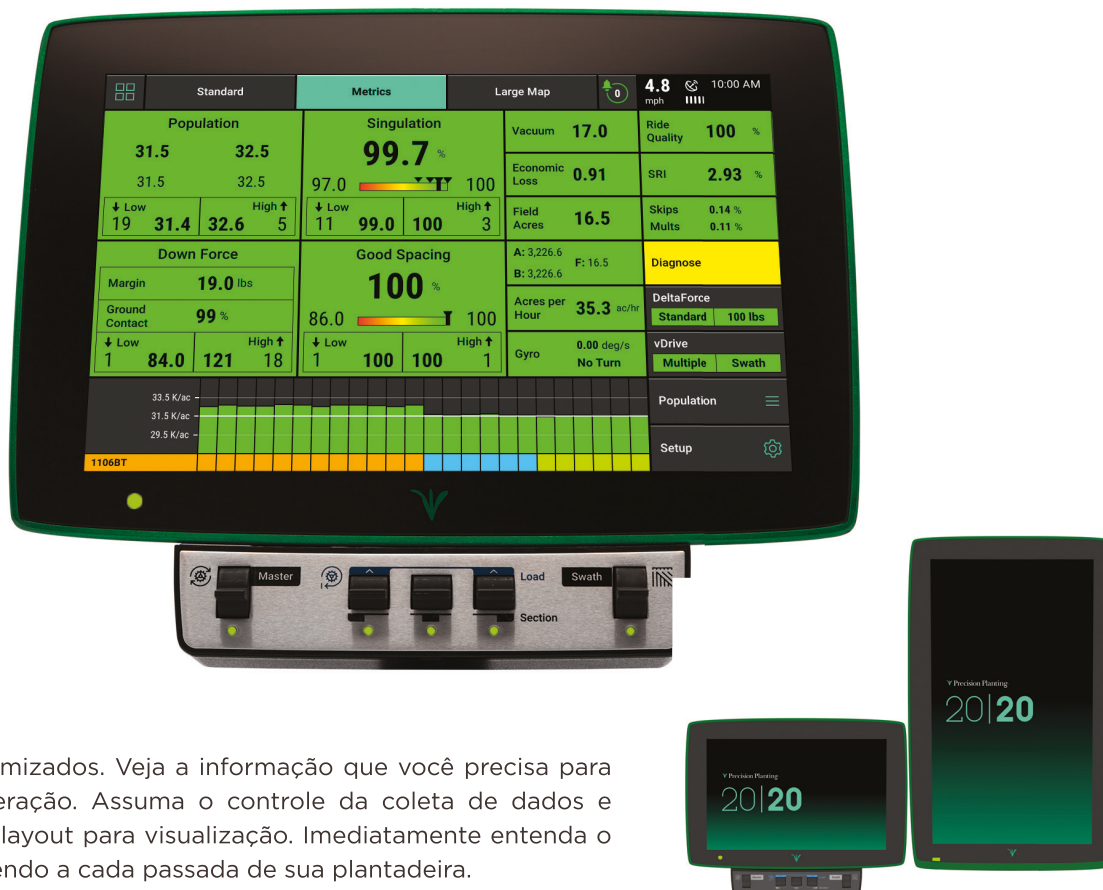 Standard
Metrics
Large Map
0
4.8
mph
10:00 AM
Population
31.5 32.5
31.5 32.5
↓ Low High ↑
19 31.4 32.6 5
Singulation
99.7 %
97.0 100
↓ Low High ↑
11 99.0 100 3
Vacuum 17.0
Economic
Loss 0.91
Field
Acres 16.5
Ride
Quality 100 %
SRI 2.93 %
Skips 0.14 %
Mults 0.11 %
Down Force
Margin 19.0 lbs
Ground
Contact 99 %
↓ Low High ↑
1 84.0 121 18
Good Spacing
100 %
86.0 100
↓ Low High ↑
1 100 100 1
A: 3,226.6
B: 3,226.6
F: 16.5
Acres per
Hour 35.3 ac/hr
Gyro 0.00 deg/s
No Turn
Diagnose
DeltaForce
Standard 100 lbs
vDrive
Multiple Swath
Population
Setup
33.5 K/ac
31.5 K/ac
29.5 K/ac
1106BT
Master
Load
Section
Swath
Precision Planting
20|20
Precision Planting
20|20
mizados. Veja a informação que você precisa para
eração. Assuma o controle da coleta de dados e
layout para visualização. Imediatamente entenda o
endo a cada passada de sua plantadeira.